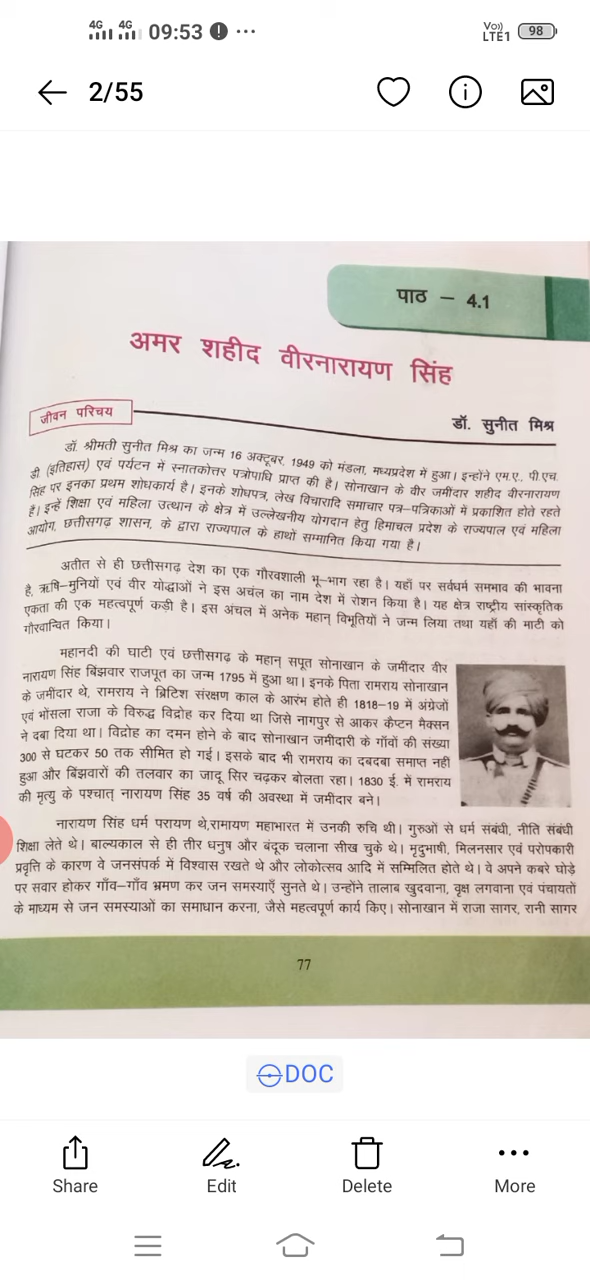 4G 4G 09:53 ! ... Vo)) LTE1 98
2/55
पाठ – 4.1
अमर शहीद वीरनारायण सिंह
जीवन परिचय
डॉ. सुनीत मिश्र
डॉ. श्रीमती सुनीत मिश्र का जन्म 16 अक्टूबर, 1949 को मंडला, मध्यप्रदेश में हुआ। इन्होंने एम.ए., पी.एच.
डी. (इतिहास) एवं पर्यटन में स्नातकोत्तर पत्रोपाधि प्राप्त की है। सोनाखान के वीर जमींदार शहीद वीरनारायण
सिंह पर इनका प्रथम शोधकार्य है। इनके शोधपत्र, लेख विचारादि समाचार पत्र–पत्रिकाओं में प्रकाशित होते रहते
हैं। इन्हें शिक्षा एवं महिला उत्थान के क्षेत्र में उल्लेखनीय योगदान हेतु हिमाचल प्रदेश के राज्यपाल एवं महिला
आयोग, छत्तीसगढ़ शासन, के द्वारा राज्यपाल के हाथों सम्मानित किया गया है।
अतीत से ही छत्तीसगढ़ देश का एक गौरवशाली भू–भाग रहा है। यहाँ पर सर्वधर्म समभाव की भावना
है, ऋषि–मुनियों एवं वीर योद्धाओं ने इस अचंल का नाम देश में रोशन किया है। यह क्षेत्र राष्ट्रीय सांस्कृतिक
एकता की एक महत्वपूर्ण कड़ी है। इस अंचल में अनेक महान् विभूतियों ने जन्म लिया तथा यहाँ की माटी को
गौरवान्वित किया।
महानदी की घाटी एवं छत्तीसगढ़ के महान् सपूत सोनाखान के जमींदार वीर
नारायण सिंह बिंझवार राजपूत का जन्म 1795 में हुआ था। इनके पिता रामराय सोनाखान
के जमींदार थे, रामराय ने ब्रिटिश संरक्षण काल के आरंभ होते ही 1818–19 में अंग्रेजों
एवं भोंसला राजा के विरुद्ध विद्रोह कर दिया था जिसे नागपुर से आकर कैप्टन मैक्सन
ने दबा दिया था। विद्रोह का दमन होने के बाद सोनाखान जमींदारी के गाँवों की संख्या
300 से घटकर 50 तक सीमित हो गई। इसके बाद भी रामराय का दबदबा समाप्त नहीं
हुआ और बिंझवारों की तलवार का जादू सिर चढ़कर बोलता रहा। 1830 ई. में रामराय
की मृत्यु के पश्चात् नारायण सिंह 35 वर्ष की अवस्था में जमींदार बने।
नारायण सिंह धर्म परायण थे,रामायण महाभारत में उनकी रुचि थी। गुरुओं से धर्म संबंधी, नीति संबंधी
शिक्षा लेते थे। बाल्यकाल से ही तीर धनुष और बंदूक चलाना सीख चुके थे। मृदुभाषी, मिलनसार एवं परोपकारी
प्रवृत्ति के कारण वे जनसंपर्क में विश्वास रखते थे और लोकोत्सव आदि में सम्मिलित होते थे। वे अपने कबरे घोड़े
पर सवार होकर गाँव–गाँव भ्रमण कर जन समस्याएँ सुनते थे। उन्होंने तालाब खुदवाना, वृक्ष लगवाना एवं पंचायतों
के माध्यम से जन समस्याओं का समाधान करना, जैसे महत्वपूर्ण कार्य किए। सोनाखान में राजा सागर, रानी सागर
77
DOC
Share Edit Delete More